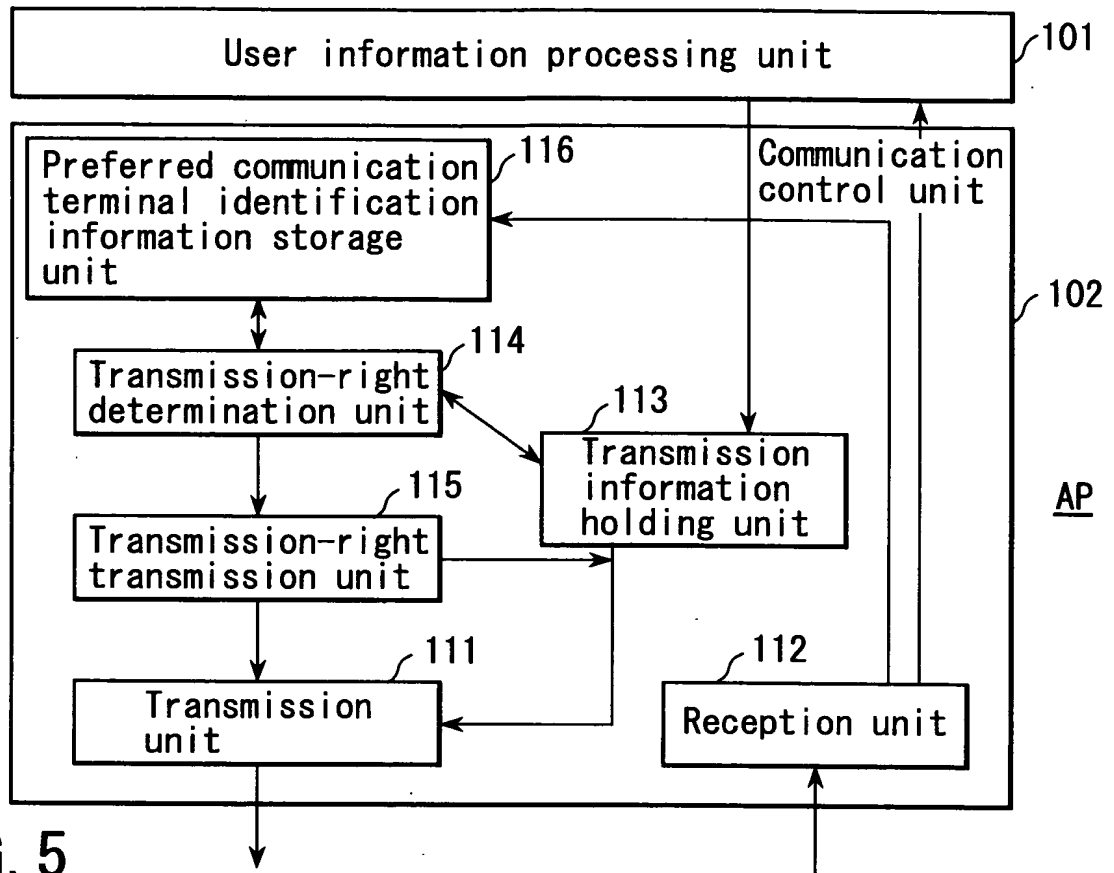 User information processing unit
101
Preferred communication
terminal identification
information storage
unit
116
Communication
control unit
102
Transmission-right
determination unit
114
113
Transmission
information
holding unit
AP
115
Transmission-right
transmission unit
111
Transmission
unit
112
Reception unit
5